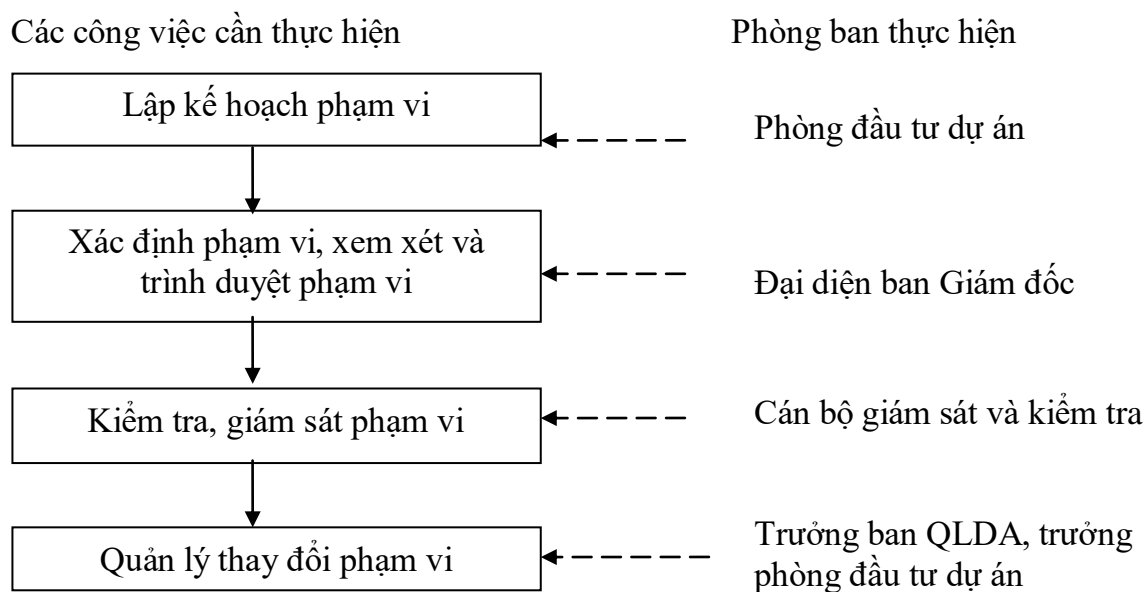 Các công việc cần thực hiện
Phòng ban thực hiện
Lập kế hoạch phạm vi
Phòng đầu tư dự án
Xác định phạm vi, xem xét và
trình duyệt phạm vi
Đại diện ban Giám đốc
Kiểm tra, giám sát phạm vi
Cán bộ giám sát và kiểm tra
Quản lý thay đổi phạm vi
Trưởng ban QLDA, trưởng
phòng đầu tư dự án